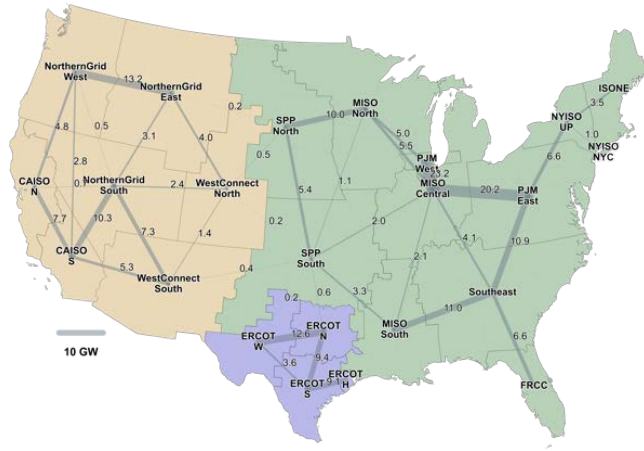 ISONE
NorthernGrid
West
13.2
NorthernGrid
East
3.5
0.2
MISO
North
NYISO
UP
SPP
North
10.0
1.0
4.8
0.5
3.1
4.0
5.0
5.5
NYISO
NYC
0.5
6.6
2.8
PJM
West
23.2
CAISO
N
NorthernGrid
South
2.4
WestConnect
North
5.4
1.1
MISO
Central
20.2
PJM
East
7.7
10.3
7.3
1.4
0.2
2.0
4.1
10.9
CAISO
S
5.3
0.4
SPP
South
2.1
WestConnect
South
0.2
0.6
3.3
Southeast
11.0
10 GW
ERCOT
W
12.6
ERCOT
N
MISO
South
6.6
3.6
9.4
ERCOT
S
9.1
ERCOT
H
FRCC